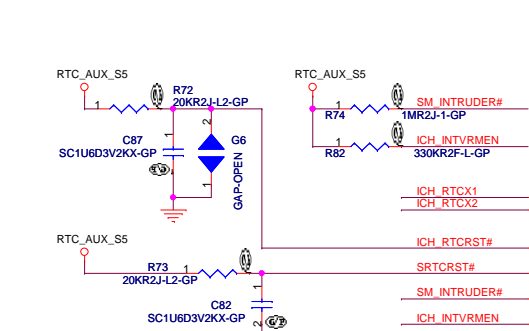 RTC_AUX_S5
RTC_AUX_S5
R72
20KR2J-L2-GP
1
2
SM_INTRUDER#
R74
1MR2J-1-GP
C87
SC1U6D3V2KX-GP
1
2
G6
GAP-OPEN
1
ICH_INTVRMEN
R82
330KR2F-L-GP
ICH_RTCX1
ICH_RTCX2
RTC_AUX_S5
ICH_RTCRST#
R73
1
20KR2J-L2-GP
SRTCRST#
C82
SC1U6D3V2KX-GP
1
2
SM_INTRUDER#
ICH_INTVRMEN